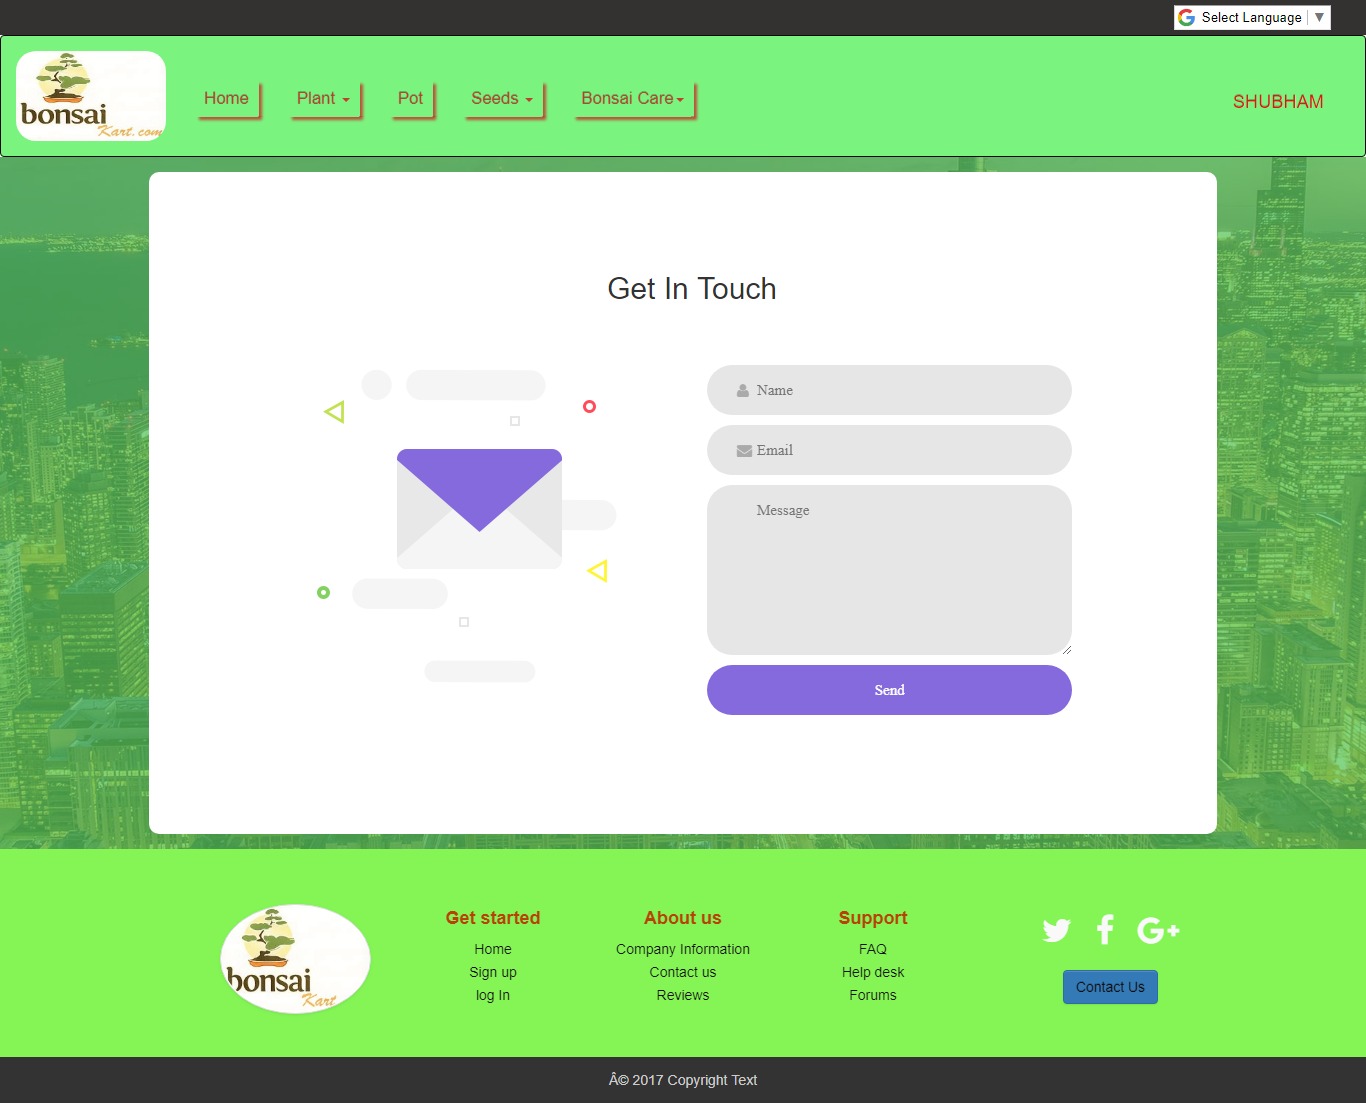 Select Language ▼
bonsai
Kart.com
Home
Plant
Pot
Seeds
Bonsai Care
SHUBHAM
Get In Touch
Name
Email
Message
Send
bonsai
Kart
Get started
Home
Sign up
log In
About us
Company Information
Contact us
Reviews
Support
FAQ
Help desk
Forums
G+
Contact Us
Â© 2017 Copyright Text